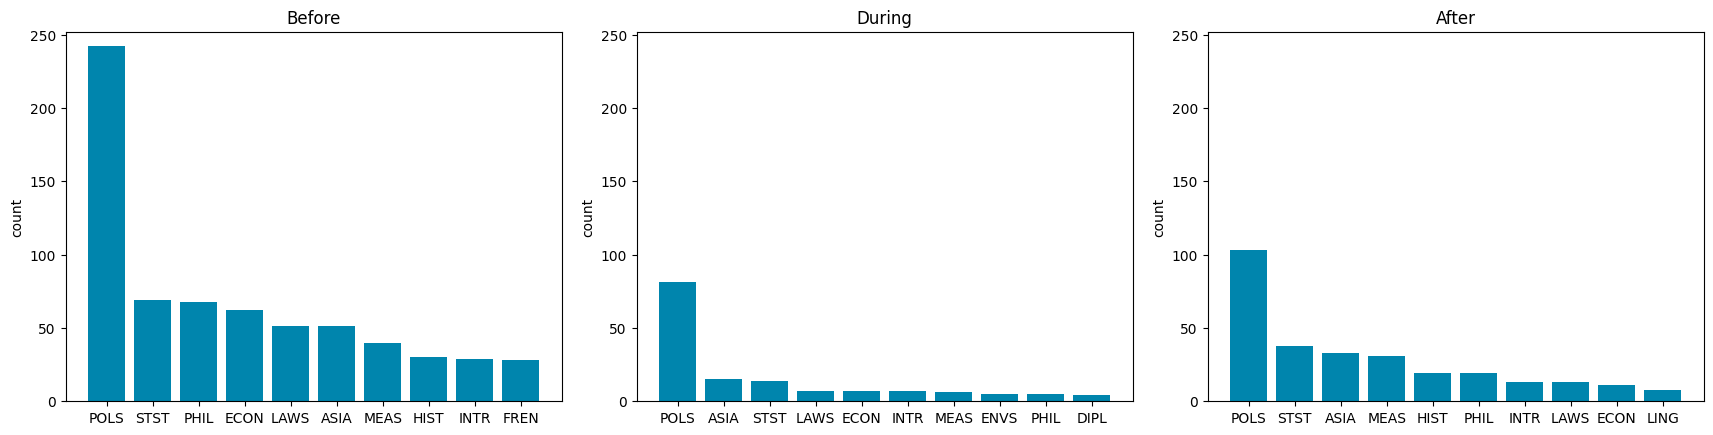 Before
250
200
150
100
50
0
count
POLS STST PHIL ECON LAWS ASIA MEAS HIST INTR FREN
During
250
200
150
100
50
0
count
POLS ASIA STST LAWS ECON INTR MEAS ENVS PHIL DIPL
After
250
200
150
100
50
0
count
POLS STST ASIA MEAS HIST PHIL INTR LAWS ECON LING